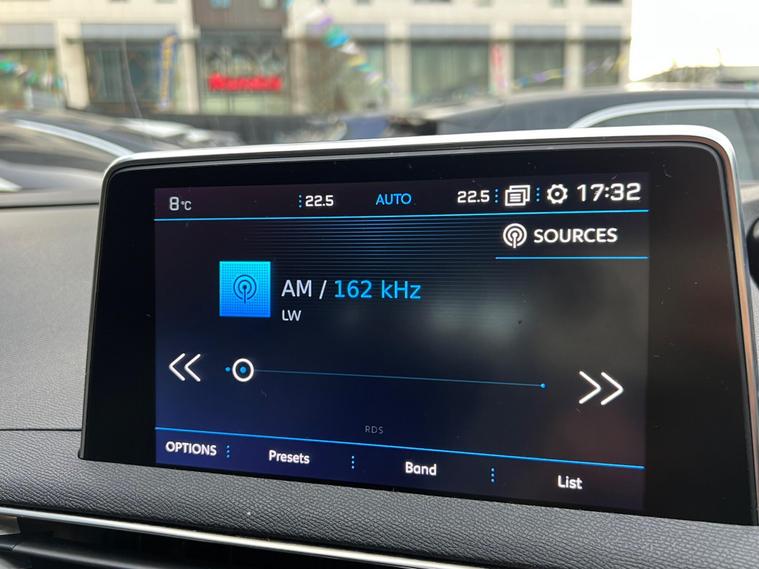 8°C 22.5 AUTO 22.5 17:32
SOURCES
AM / 162 kHz
LW
RDS
OPTIONS Presets Band List